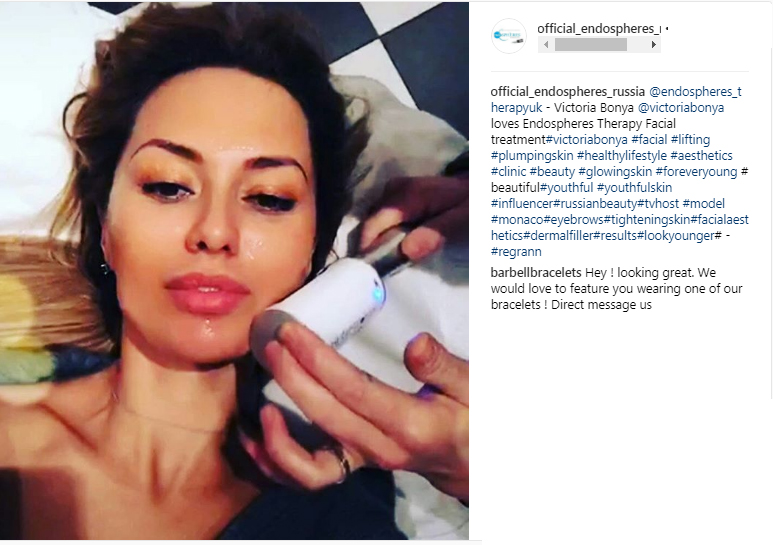 official_endospheres_r •
official_endospheres_russia @endospheres_t
herapyuk - Victoria Bonya @victoriabonya
loves Endospheres Therapy Facial
treatment#victoriabonya #facial #lifting
#plumpingskin #healthylifestyle #aesthetics
#clinic #beauty #glowingskin #foreveryoung #
beautiful#youthful #youthfulskin
#influencer#russianbeauty#tvhost #model
#monaco#eyebrows#tighteningskin#facialaest
hetics#dermalfiller#results#lookyounger# -
#regrann
barbellbracelets Hey ! looking great. We
would love to feature you wearing one of our
bracelets ! Direct message us